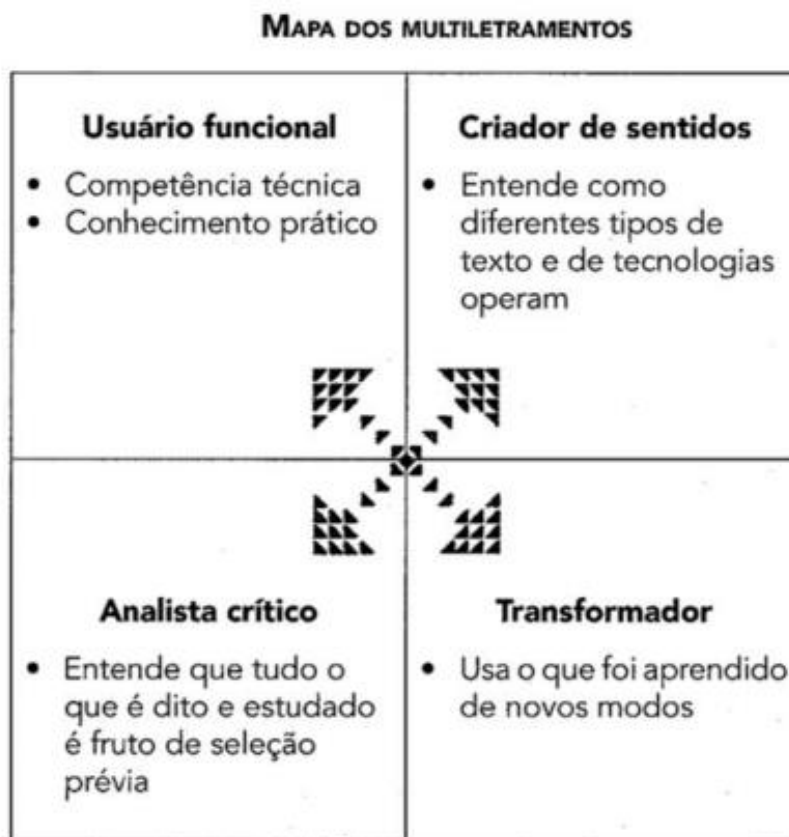 MAPA DOS MULTILETRAMENTOS
Usuário funcional
• Competência técnica
• Conhecimento prático
Criador de sentidos
• Entende como
diferentes tipos de
texto e de tecnologias
operam
Analista crítico
• Entende que tudo o
que é dito e estudado
é fruto de seleção
prévia
Transformador
• Usa o que foi aprendido
de novos modos